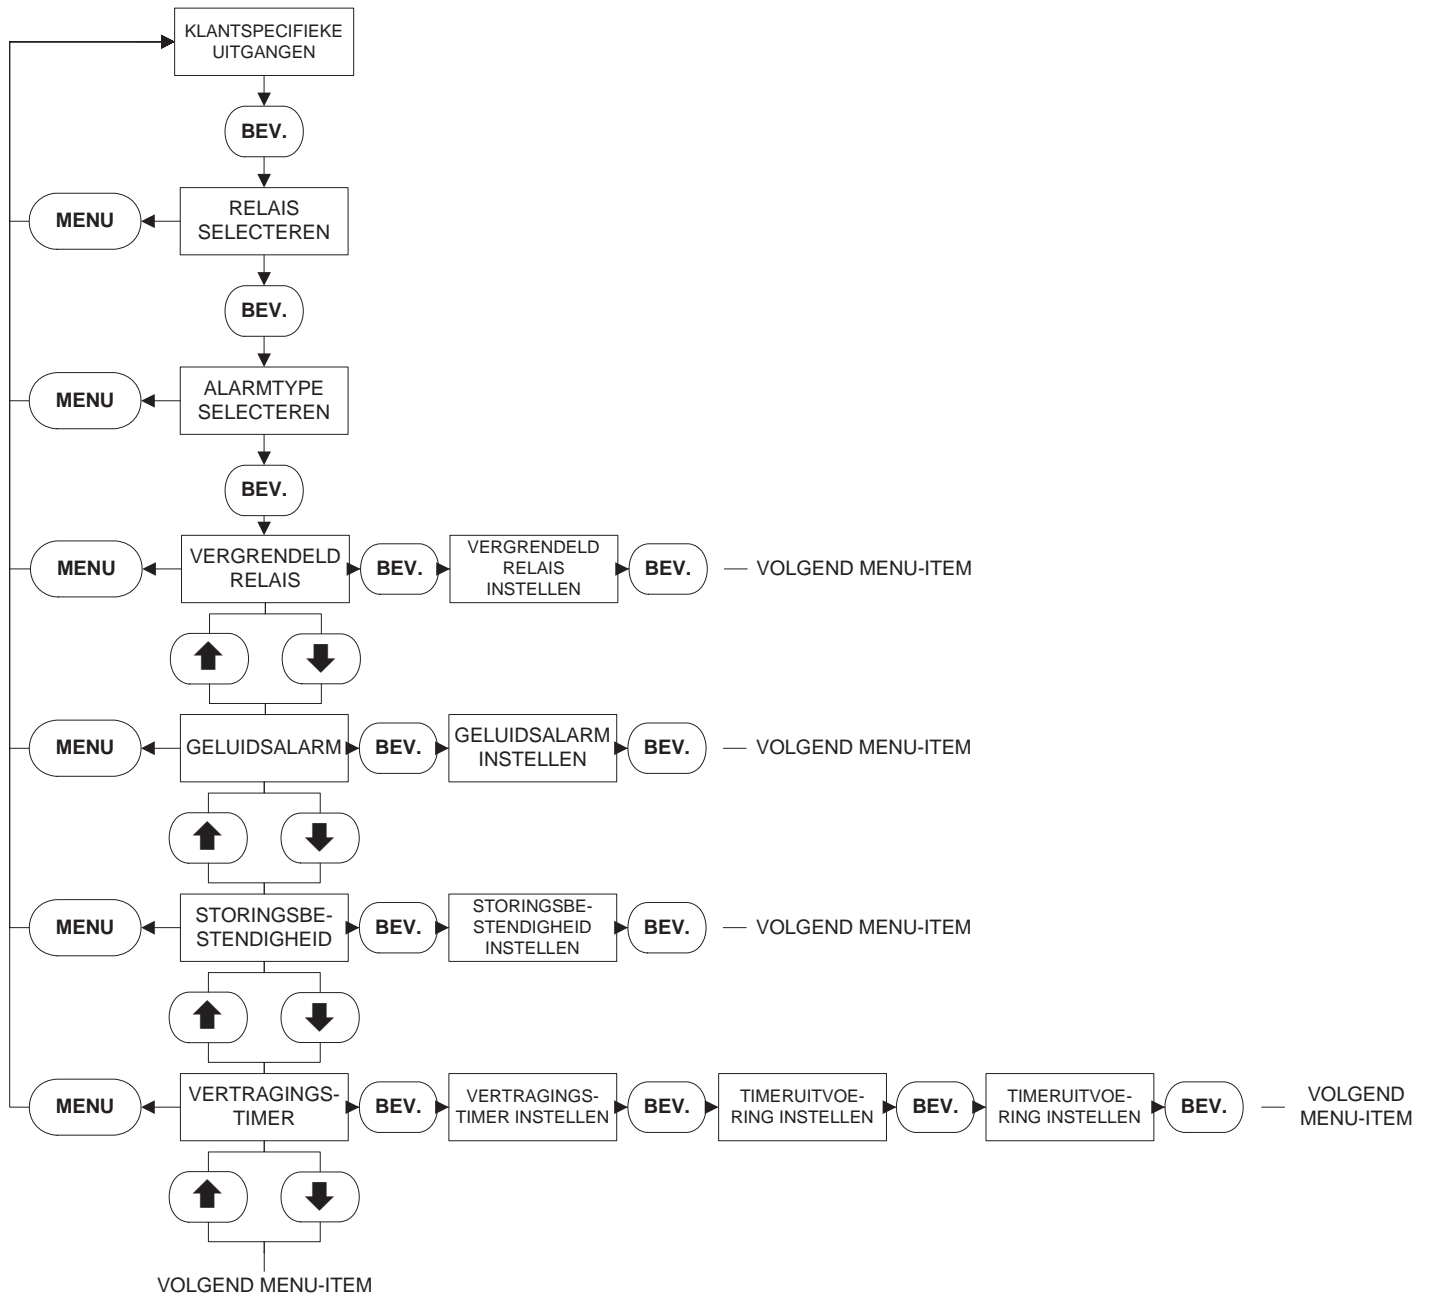 KLANTSPECIFIEKE
UITGANGEN
BEV.
MENU
RELAIS
SELECTEREN
BEV.
MENU
ALARMTYPE
SELECTEREN
BEV.
MENU
VERGRENDELD
RELAIS
BEV.
VERGRENDELD
RELAIS
INSTELLEN
BEV.
VOLGEND MENU-ITEM
MENU
GELUIDSALARM
BEV.
GELUIDSALARM
INSTELLEN
BEV.
VOLGEND MENU-ITEM
MENU
STORINGSBE-
STENDIGHEID
BEV.
STORINGSBE-
STENDIGHEID
INSTELLEN
BEV.
VOLGEND MENU-ITEM
MENU
VERTRAGINGS-
TIMER
BEV.
VERTRAGINGS-
TIMER INSTELLEN
BEV.
TIMERUITVOE-
RING INSTELLEN
BEV.
TIMERUITVOE-
RING INSTELLEN
BEV.
VOLGEND
MENU-ITEM
VOLGEND MENU-ITEM